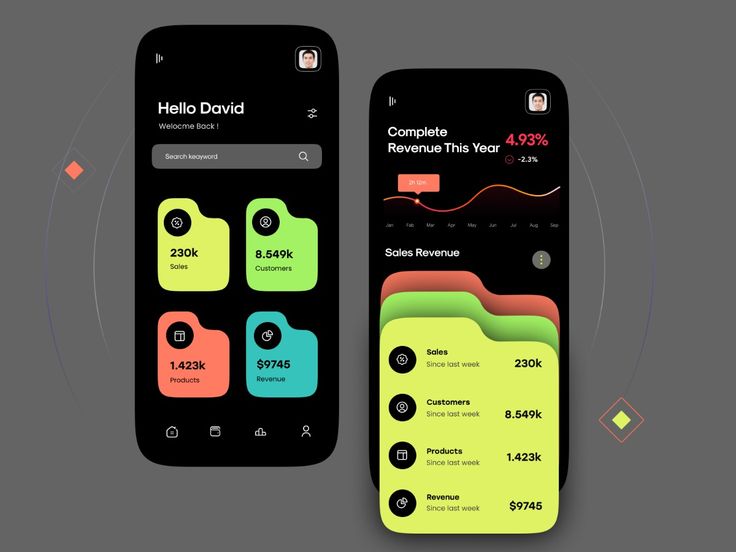 Hello David
Welocme Back !
Search keayword
230k
Sales
8.549k
Customers
1.423k
Products
$9745
Revenue
Complete
Revenue This Year
4.93%
-2.3%
2h 12m
Jan Feb Mar Apr May Jun Jul Aug Sep
Sales Revenue
Sales
Since last week
230k
Customers
Since last week
8.549k
Products
Since last week
1.423k
Revenue
Since last week
$9745